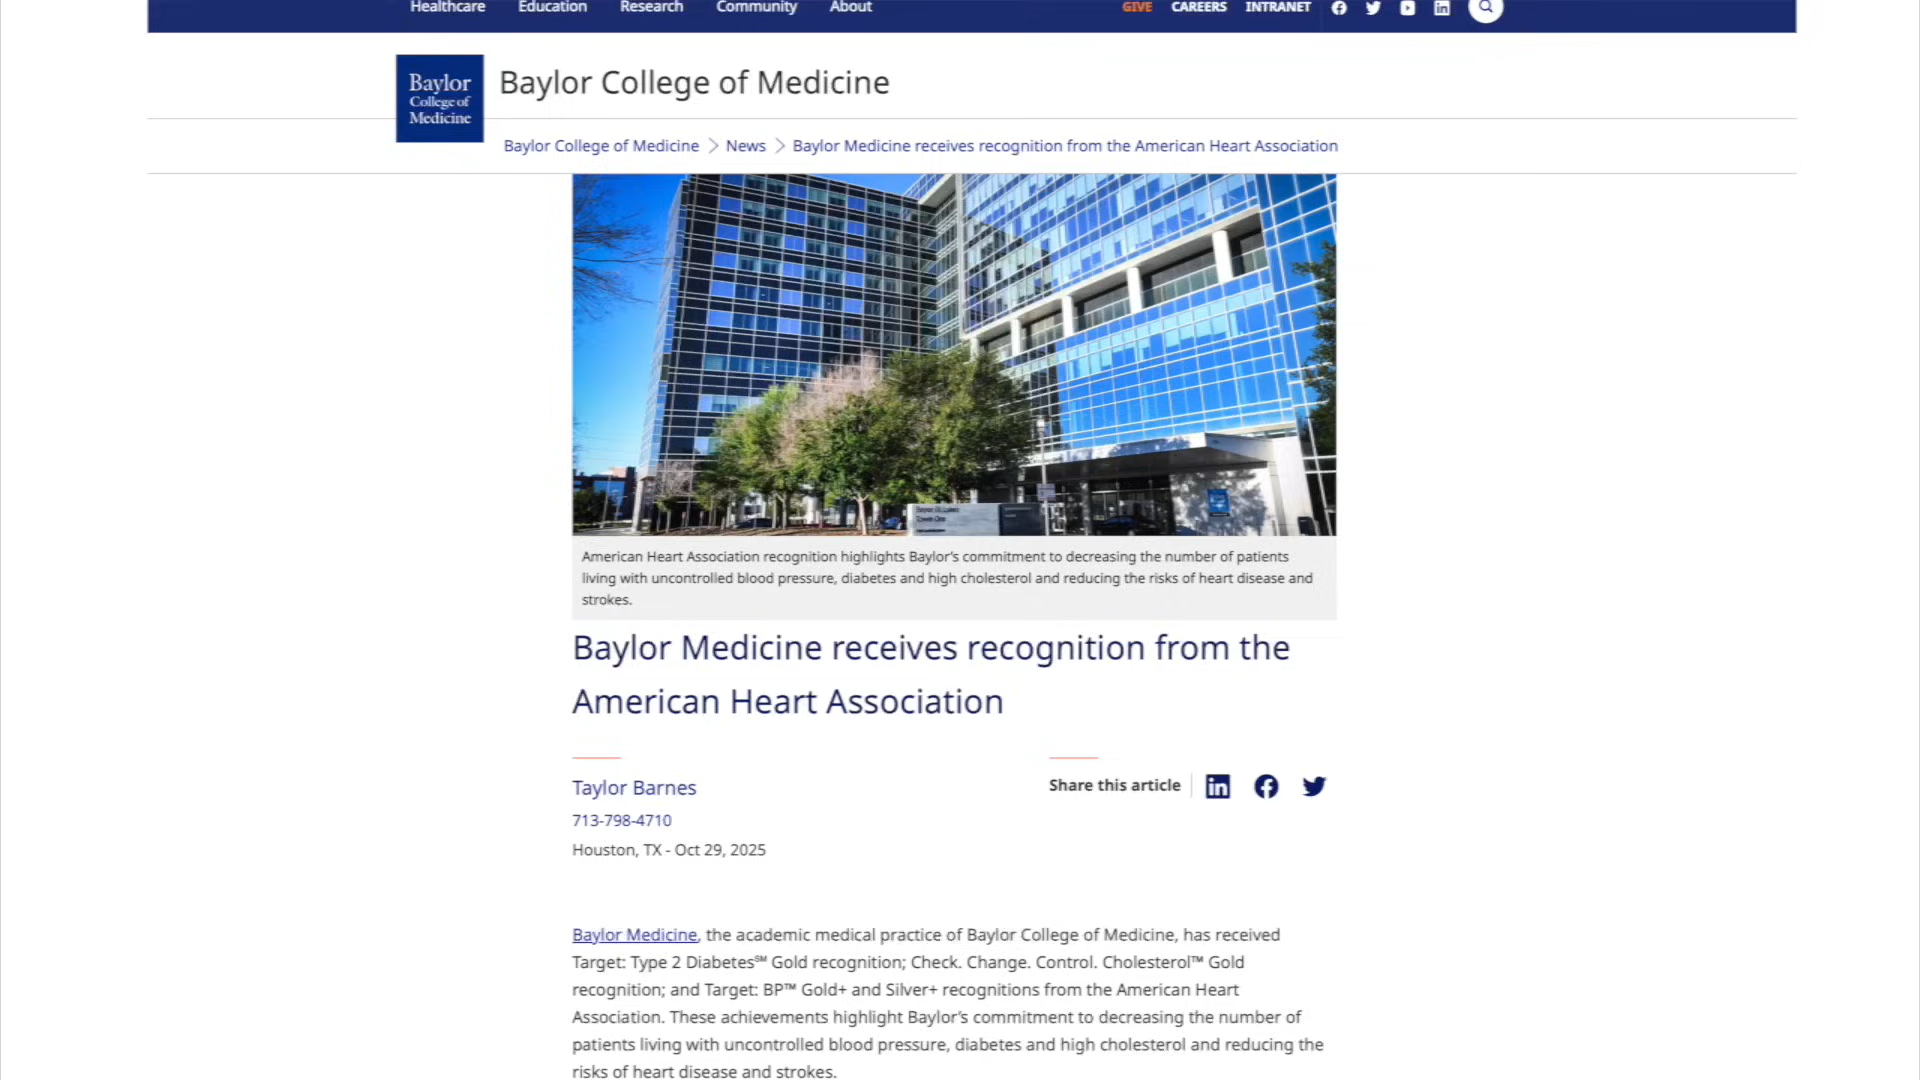 Healthcare Education Research Community About GIVE CAREERS INTRANET
Baylor
College of
Medicine
Baylor College of Medicine
Baylor College of Medicine News Baylor Medicine receives recognition from the American Heart Association
American Heart Association recognition highlights Baylor's commitment to decreasing the number of patients
living with uncontrolled blood pressure, diabetes and high cholesterol and reducing the risks of heart disease and
strokes.
Baylor Medicine receives recognition from the
American Heart Association
Taylor Barnes
713-798-4710
Houston, TX - Oct 29, 2025
Share this article
Baylor Medicine, the academic medical practice of Baylor College of Medicine, has received
Target: Type 2 Diabetes℠ Gold recognition; Check. Change. Control. Cholesterol™ Gold
recognition; and Target: BP™ Gold+ and Silver+ recognitions from the American Heart
Association. These achievements highlight Baylor's commitment to decreasing the number of
patients living with uncontrolled blood pressure, diabetes and high cholesterol and reducing the
risks of heart disease and strokes.